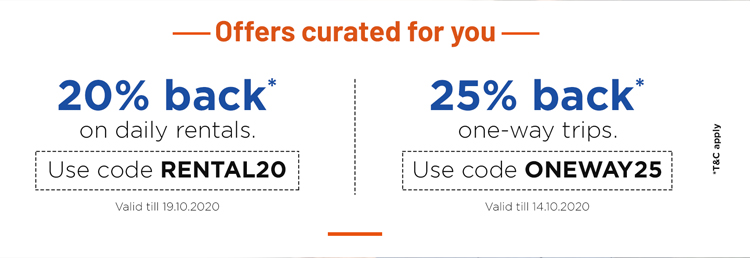 Offers curated for you
20% back*
on daily rentals.
Use code RENTAL20
Valid till 19.10.2020
25% back*
one-way trips.
Use code ONEWAY25
Valid till 14.10.2020
*T&C apply